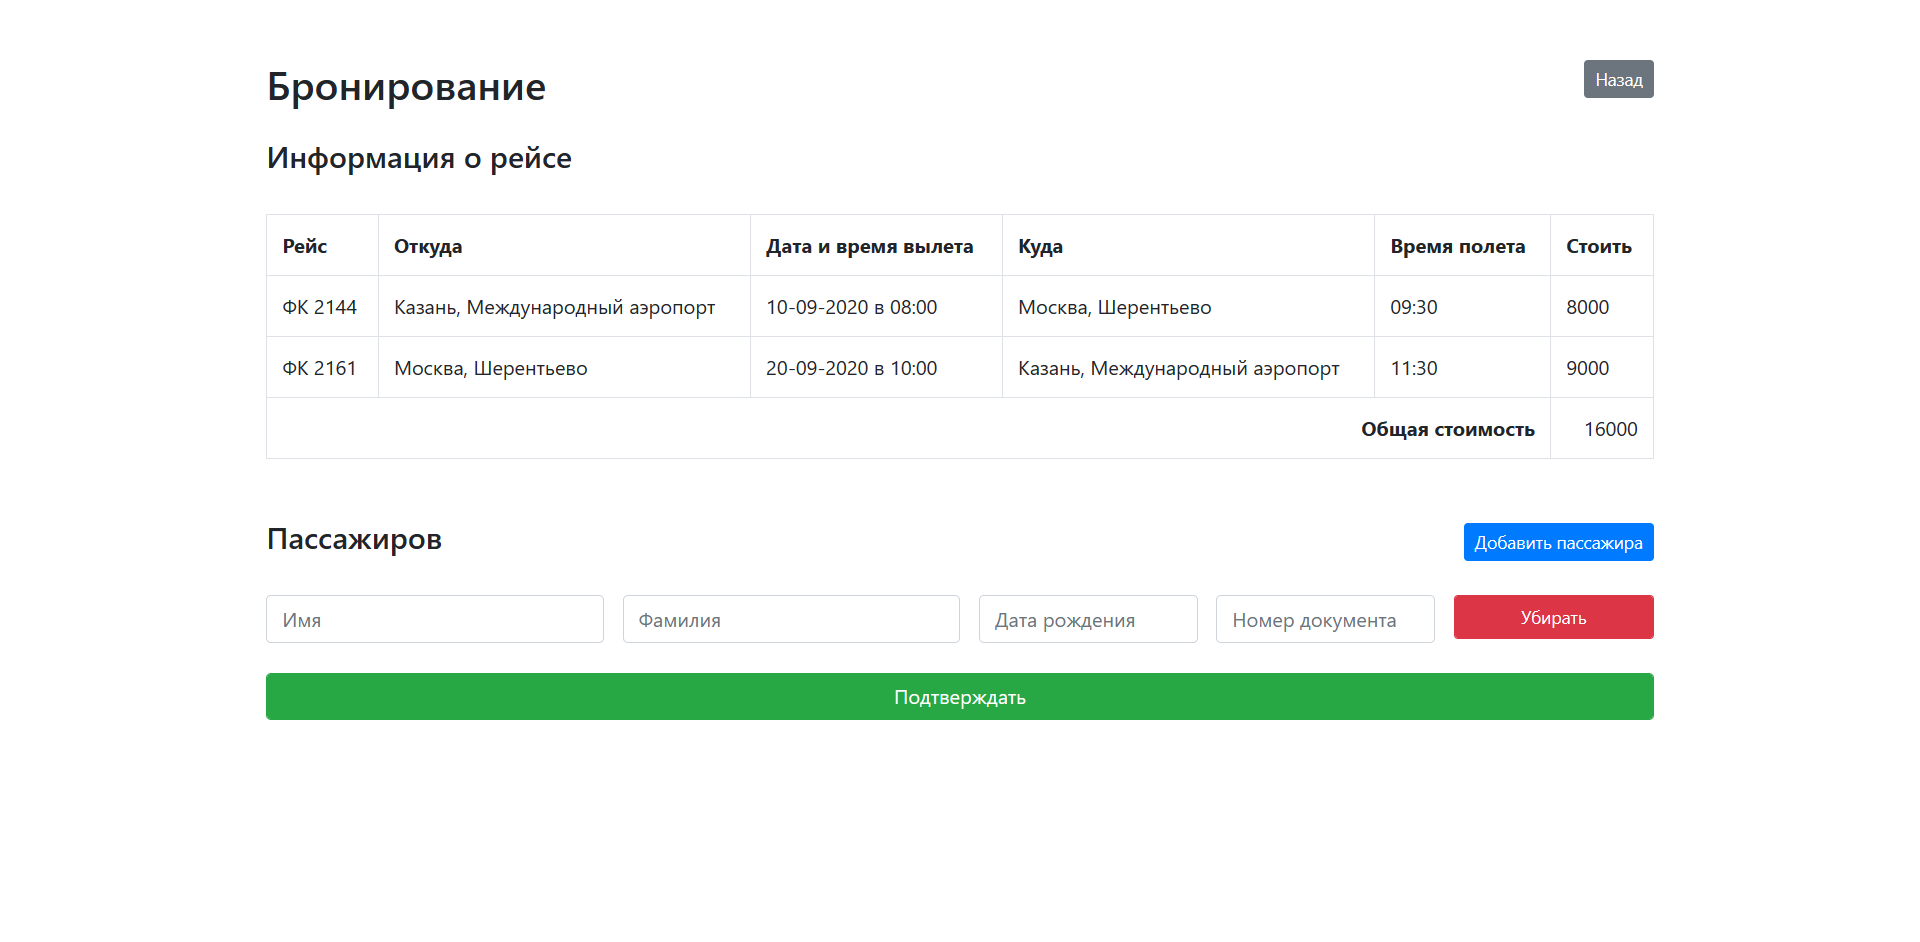 Бронирование
Назад
Информация о рейсе
Рейс Откуда Дата и время вылета Куда Время полета Стоить
ФК 2144 Казань, Международный аэропорт 10-09-2020 в 08:00 Москва, Шерентьево 09:30 8000
ФК 2161 Москва, Шерентьево 20-09-2020 в 10:00 Казань, Международный аэропорт 11:30 9000
Общая стоимость 16000
Пассажиров
Добавить пассажира
Имя Фамилия Дата рождения Номер документа Убирать
Подтверждать